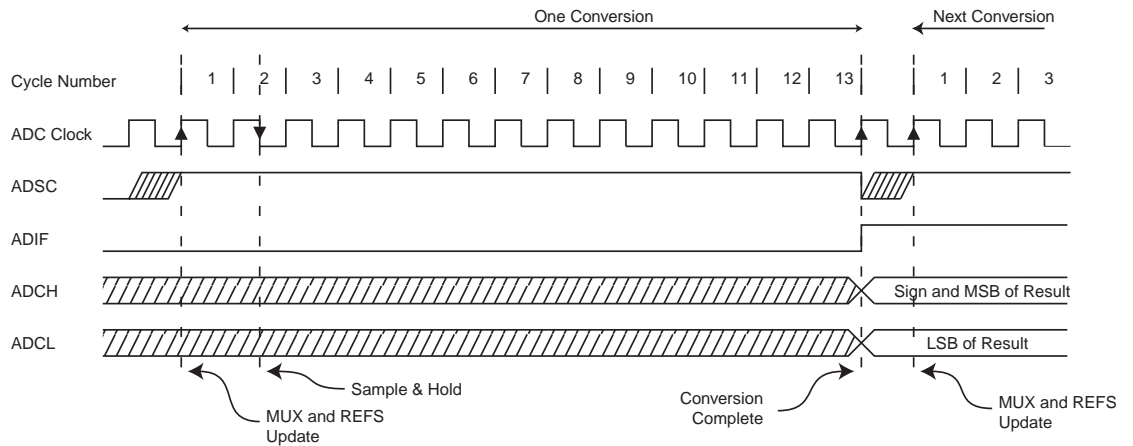 One Conversion Next Conversion
Cycle Number 1 2 3 4 5 6 7 8 9 10 11 12 13 1 2 3
ADC Clock
ADSC
ADIF
ADCH Sign and MSB of Result
ADCL LSB of Result
Sample & Hold
MUX and REFS
Update
Conversion
Complete
MUX and REFS
Update